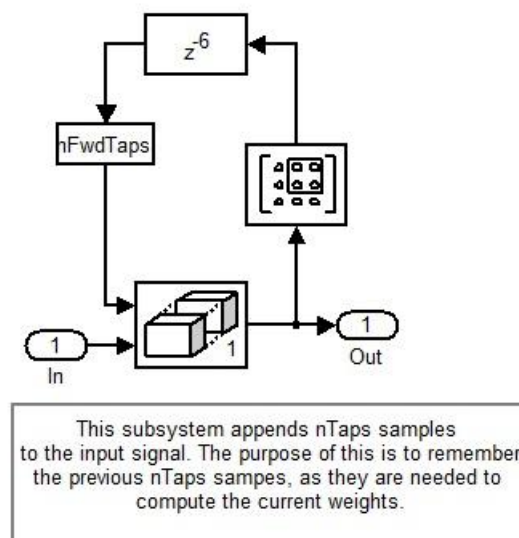 z-6
nFwdTaps
1
1
In
1
Out
This subsystem appends nTaps samples
to the input signal. The purpose of this is to remember
the previous nTaps sampes, as they are needed to
compute the current weights.